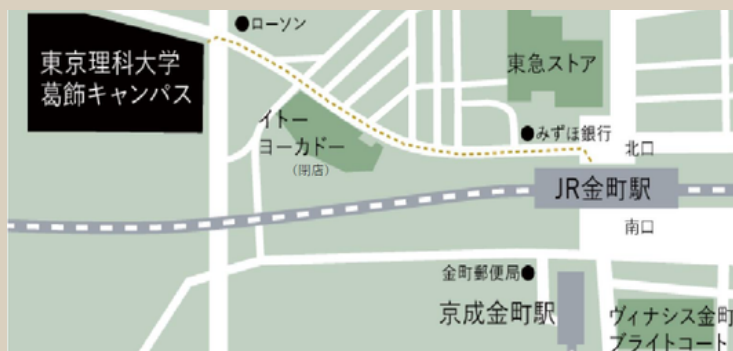 ●ローソン
東京理科大学
葛飾キャンパス
東急ストア
イトー
ヨーカドー
(閉店)
●みずほ銀行
北口
JR金町駅
南口
金町郵便局●
京成金町駅
ヴィナシス金町
ブライトコート